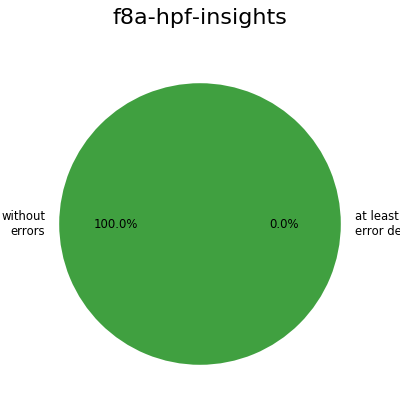 f8a-hpf-insights
without
errors
100.0%
0.0%
at least
error de